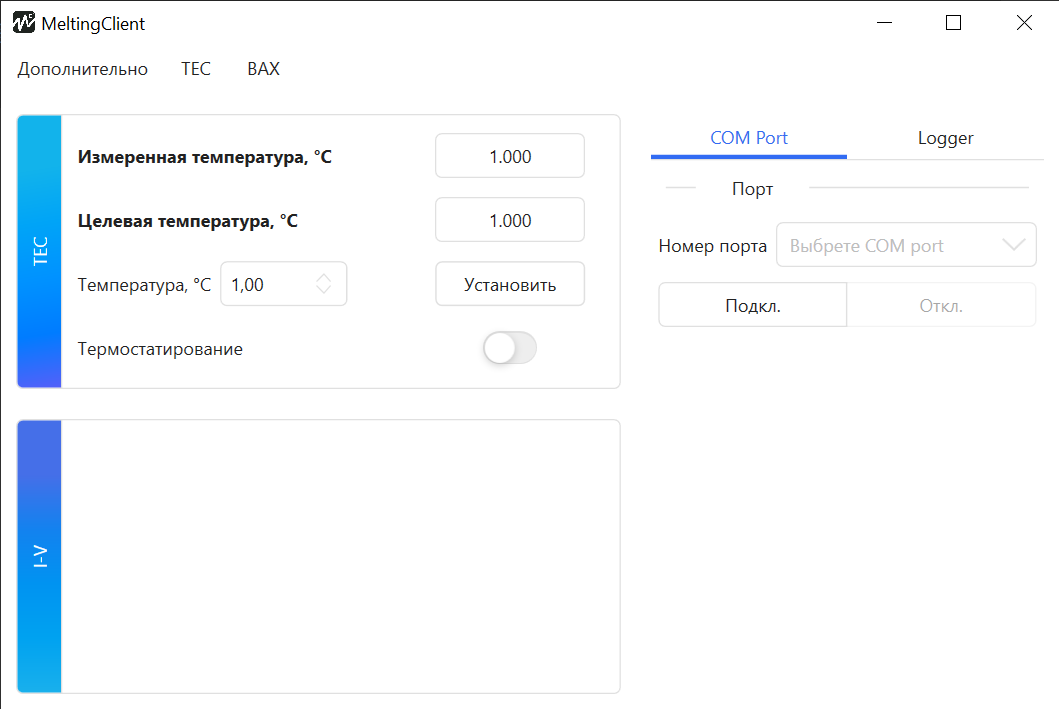 MeltingClient
Дополнительно TEC ВАХ
Измеренная температура, °C 1.000
Целевая температура, °C 1.000
Температура, °C 1,00 Установить
Термостатирование
TEC
I-V
COM Port Logger
Порт
Номер порта Выбрете COM port
Подкл. Откл.